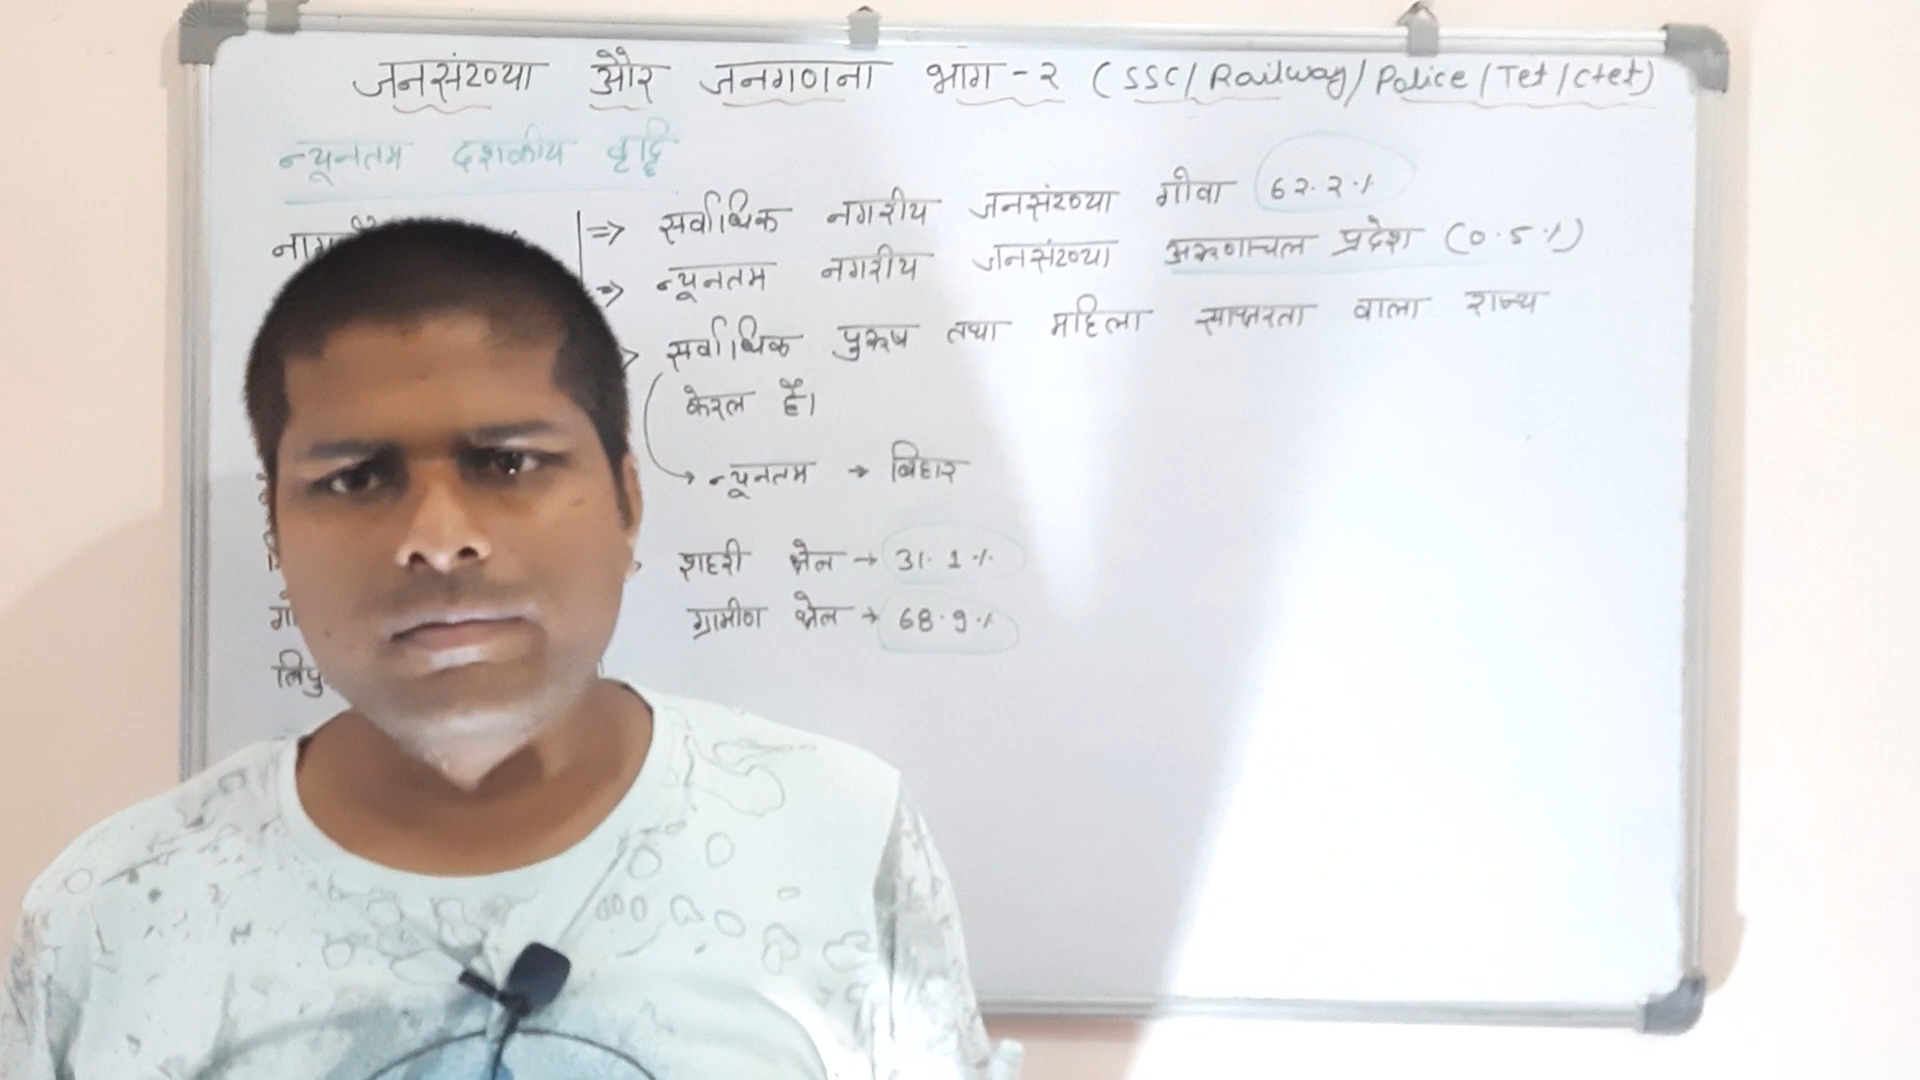 जनसंख्या और जनगणना भाग - २ (SSC/Railway/Police/Tet/Ctet)
न्यूनतम दशकीय वृद्धि
⇒ सर्वाधिक नगरीय जनसंख्या गोवा 62.2%
⇒ न्यूनतम नगरीय जनसंख्या अरूणाचल प्रदेश (0.5%)
सर्वाधिक पुरूष तथा महिला साक्षरता वाला राज्य
केरल है।
→ न्यूनतम → बिहार
शहरी क्षेत्र → 31.1%
ग्रामीण क्षेत्र → 68.9%